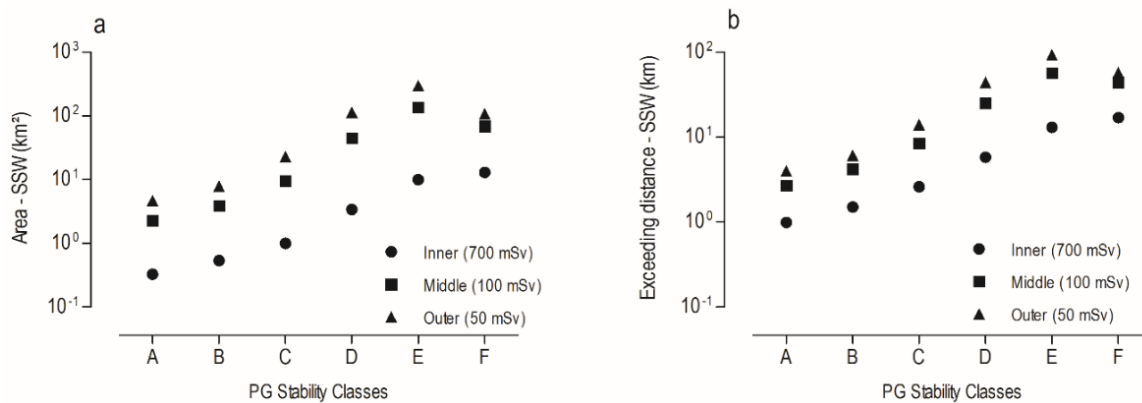 a
Area - SSW (km²)
10³
10²
10¹
10⁰
10⁻¹
Inner (700 mSv)
Middle (100 mSv)
Outer (50 mSv)
A B C D E F
PG Stability Classes
b
Exceeding distance - SSW (km)
10²
10¹
10⁰
10⁻¹
Inner (700 mSv)
Middle (100 mSv)
Outer (50 mSv)
A B C D E F
PG Stability Classes